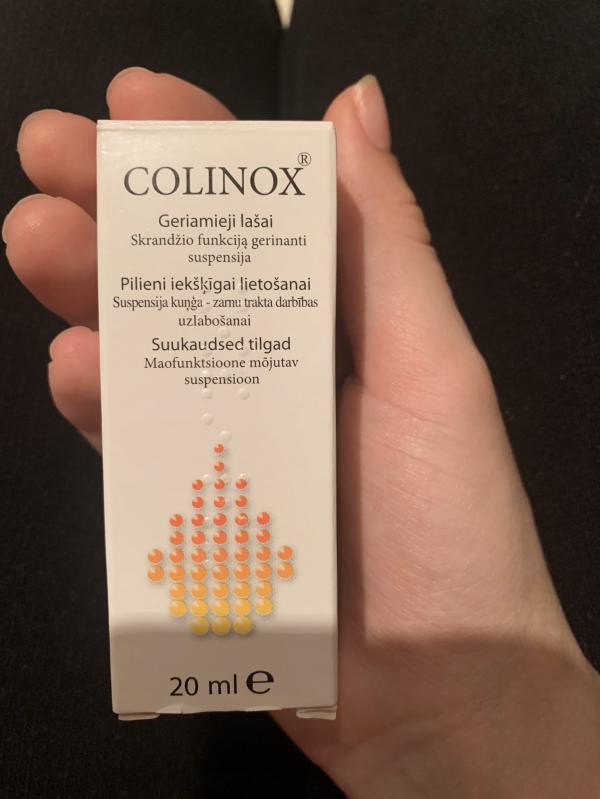 COLINOX®
Geriamieji lašai
Skrandžio funkciją gerinanti
suspensija
Pilieni iekšķīgai lietošanai
Suspensija kuņģa - zarnu trakta darbības
uzlabošanai
Suukaudsed tilgad
Maofunktsioone mõjutav
suspensioon
20 ml ℮